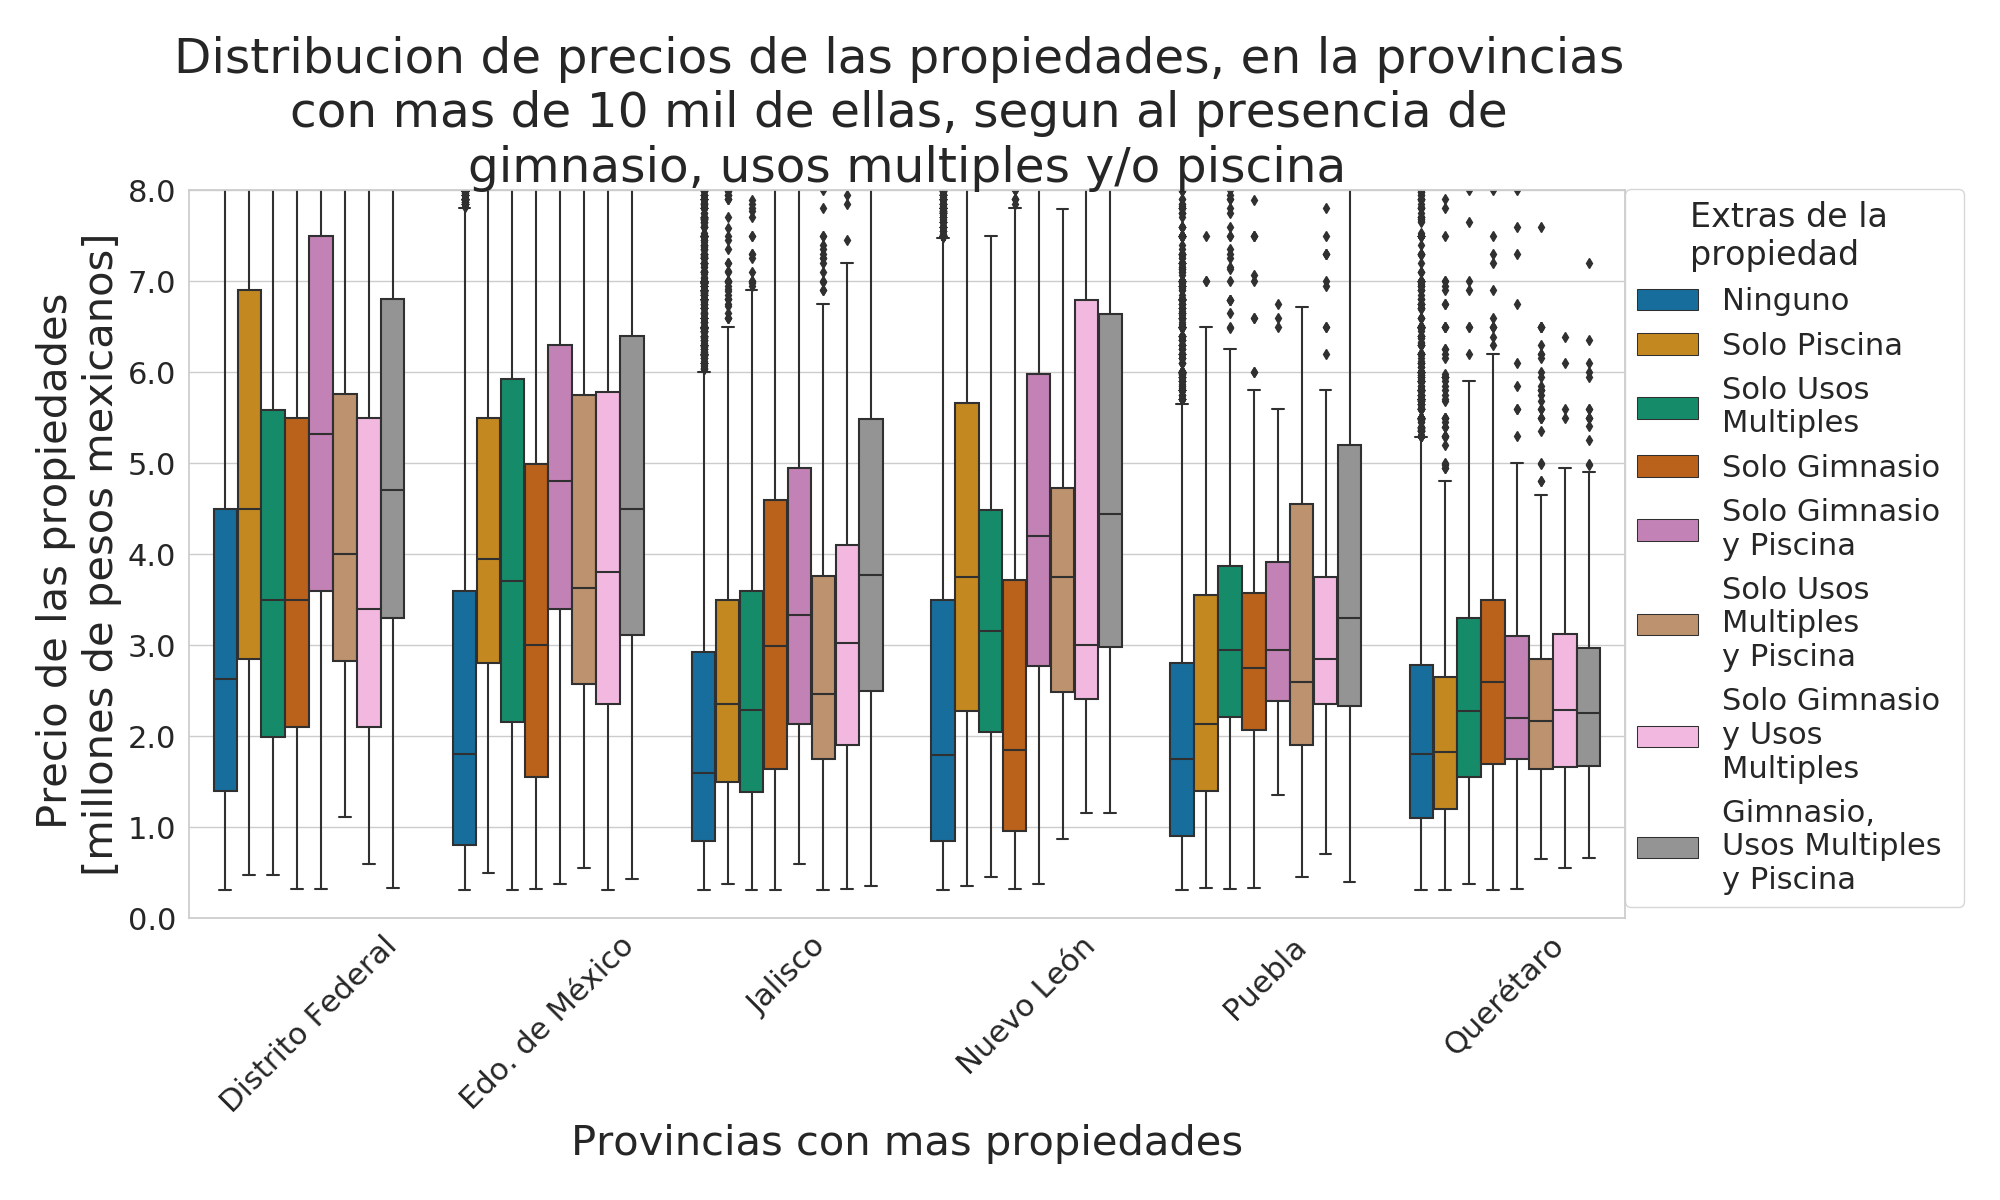 Distribucion de precios de las propiedades, en la provincias
con mas de 10 mil de ellas, segun al presencia de
gimnasio, usos multiples y/o piscina
8.0
7.0
6.0
5.0
4.0
3.0
2.0
1.0
0.0
Precio de las propiedades
[millones de pesos mexicanos]
Distrito Federal
Edo. de México
Jalisco
Nuevo León
Puebla
Querétaro
Provincias con mas propiedades
Extras de la
propiedad
Ninguno
Solo Piscina
Solo Usos
Multiples
Solo Gimnasio
Solo Gimnasio
y Piscina
Solo Usos
Multiples
y Piscina
Solo Gimnasio
y Usos
Multiples
Gimnasio,
Usos Multiples
y Piscina